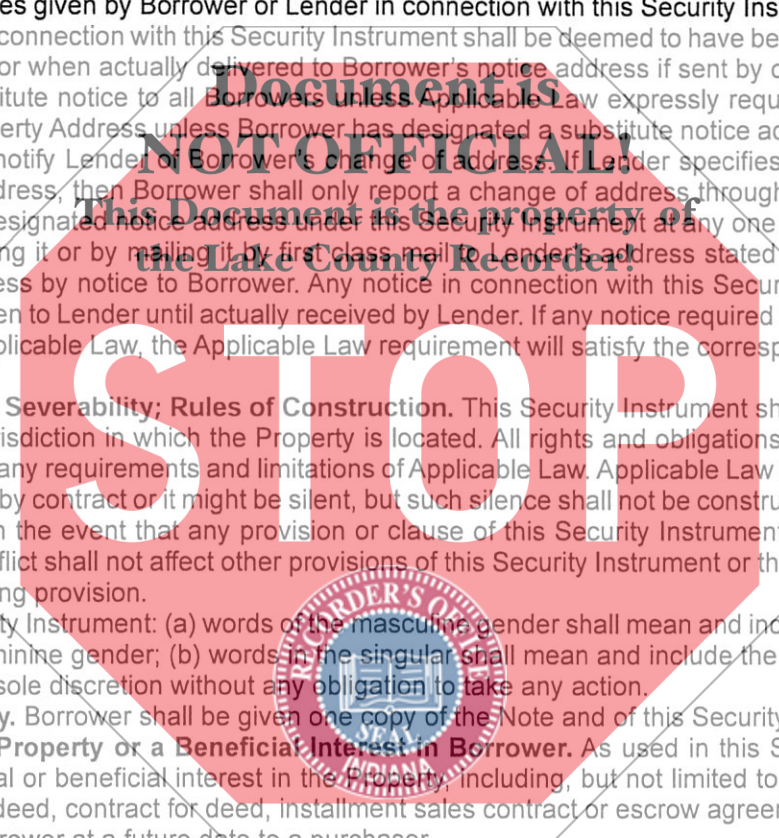 es given by Borrower or Lender in connection with this Security Ins
connection with this Security Instrument shall be deemed to have be
or when actually delivered to Borrower's notice address if sent by o
itute notice to all Borrowers unless Applicable Law expressly requ
erty Address unless Borrower has designated a substitute notice ad
notify Lender of Borrower's change of address. If Lender specifies
dress, then Borrower shall only report a change of address through
esignated notice address under this Security Instrument at any one
ng it or by mailing it by first class mail to Lender's address stated
ess by notice to Borrower. Any notice in connection with this Secur
en to Lender until actually received by Lender. If any notice required
plicable Law, the Applicable Law requirement will satisfy the corresp
Severability; Rules of Construction. This Security Instrument sh
risdiction in which the Property is located. All rights and obligations
any requirements and limitations of Applicable Law. Applicable Law
by contract or it might be silent, but such silence shall not be constru
n the event that any provision or clause of this Security Instrument
flict shall not affect other provisions of this Security Instrument or th
ng provision.
ty Instrument: (a) words of the masculine gender shall mean and inc
minine gender; (b) words in the singular shall mean and include the
sole discretion without any obligation to take any action.
y. Borrower shall be given one copy of the Note and of this Security
Property or a Beneficial Interest in Borrower. As used in this S
al or beneficial interest in the Property, including, but not limited to
deed, contract for deed, installment sales contract or escrow agreen
rower at a future date to a purchaser
Document is
NOT OFFICIAL!
This Document is the property of
the Lake County Recorder!
STOP
RECORDER'S OFFICE
SEAL
INDIANA